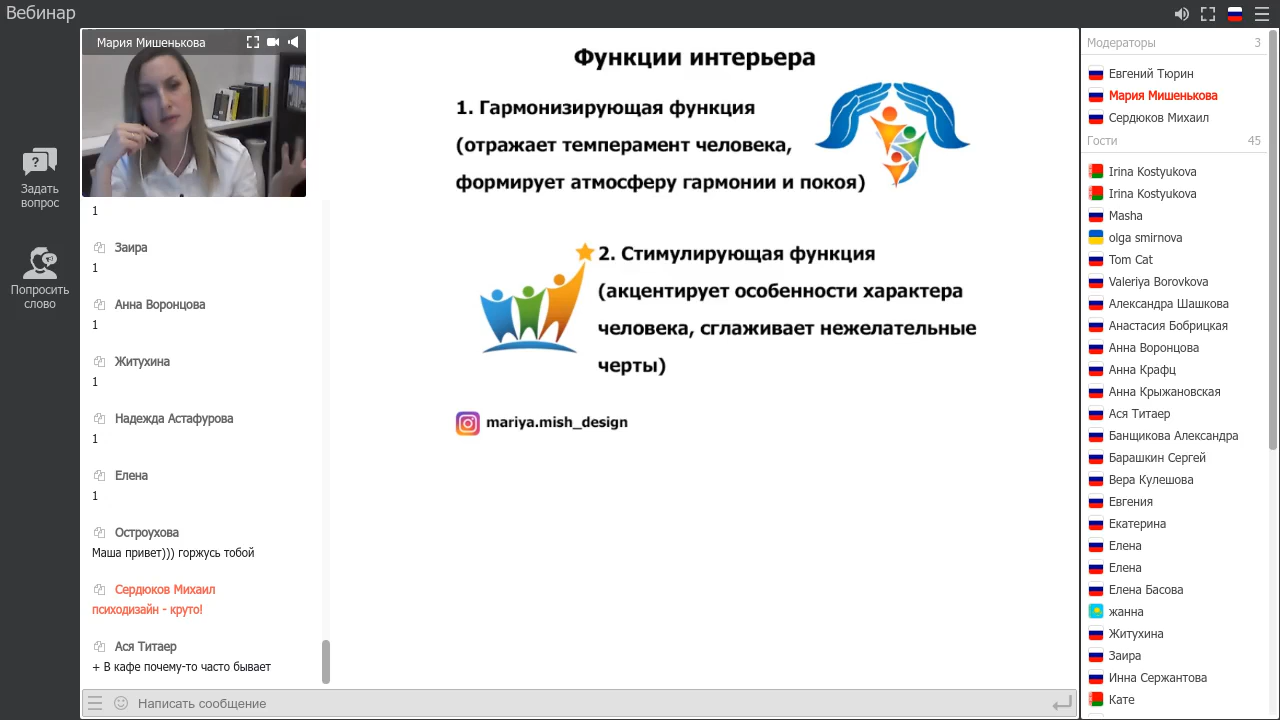 Вебинар
Мария Мишенькова
Задать
вопрос
Попросить
слово
1
Заира
1
Анна Воронцова
1
Житухина
1
Надежда Астафурова
1
Елена
1
Остроухова
Маша привет))) горжусь тобой
Сердюков Михаил
психодизайн - круто!
Ася Титаер
+ В кафе почему-то часто бывает
Написать сообщение
Функции интерьера
1. Гармонизирующая функция
(отражает темперамент человека,
формирует атмосферу гармонии и покоя)
2. Стимулирующая функция
(акцентирует особенности характера
человека, сглаживает нежелательные
черты)
mariya.mish_design
Модераторы 3
Евгений Тюрин
Мария Мишенькова
Сердюков Михаил
Гости 45
Irina Kostyukova
Irina Kostyukova
Masha
olga smirnova
Tom Cat
Valeriya Borovkova
Александра Шашкова
Анастасия Бобрицкая
Анна Воронцова
Анна Крафц
Анна Крыжановская
Ася Титаер
Банщикова Александра
Барашкин Сергей
Вера Кулешова
Евгения
Екатерина
Елена
Елена
Елена Басова
жанна
Житухина
Заира
Инна Сержантова
Кате